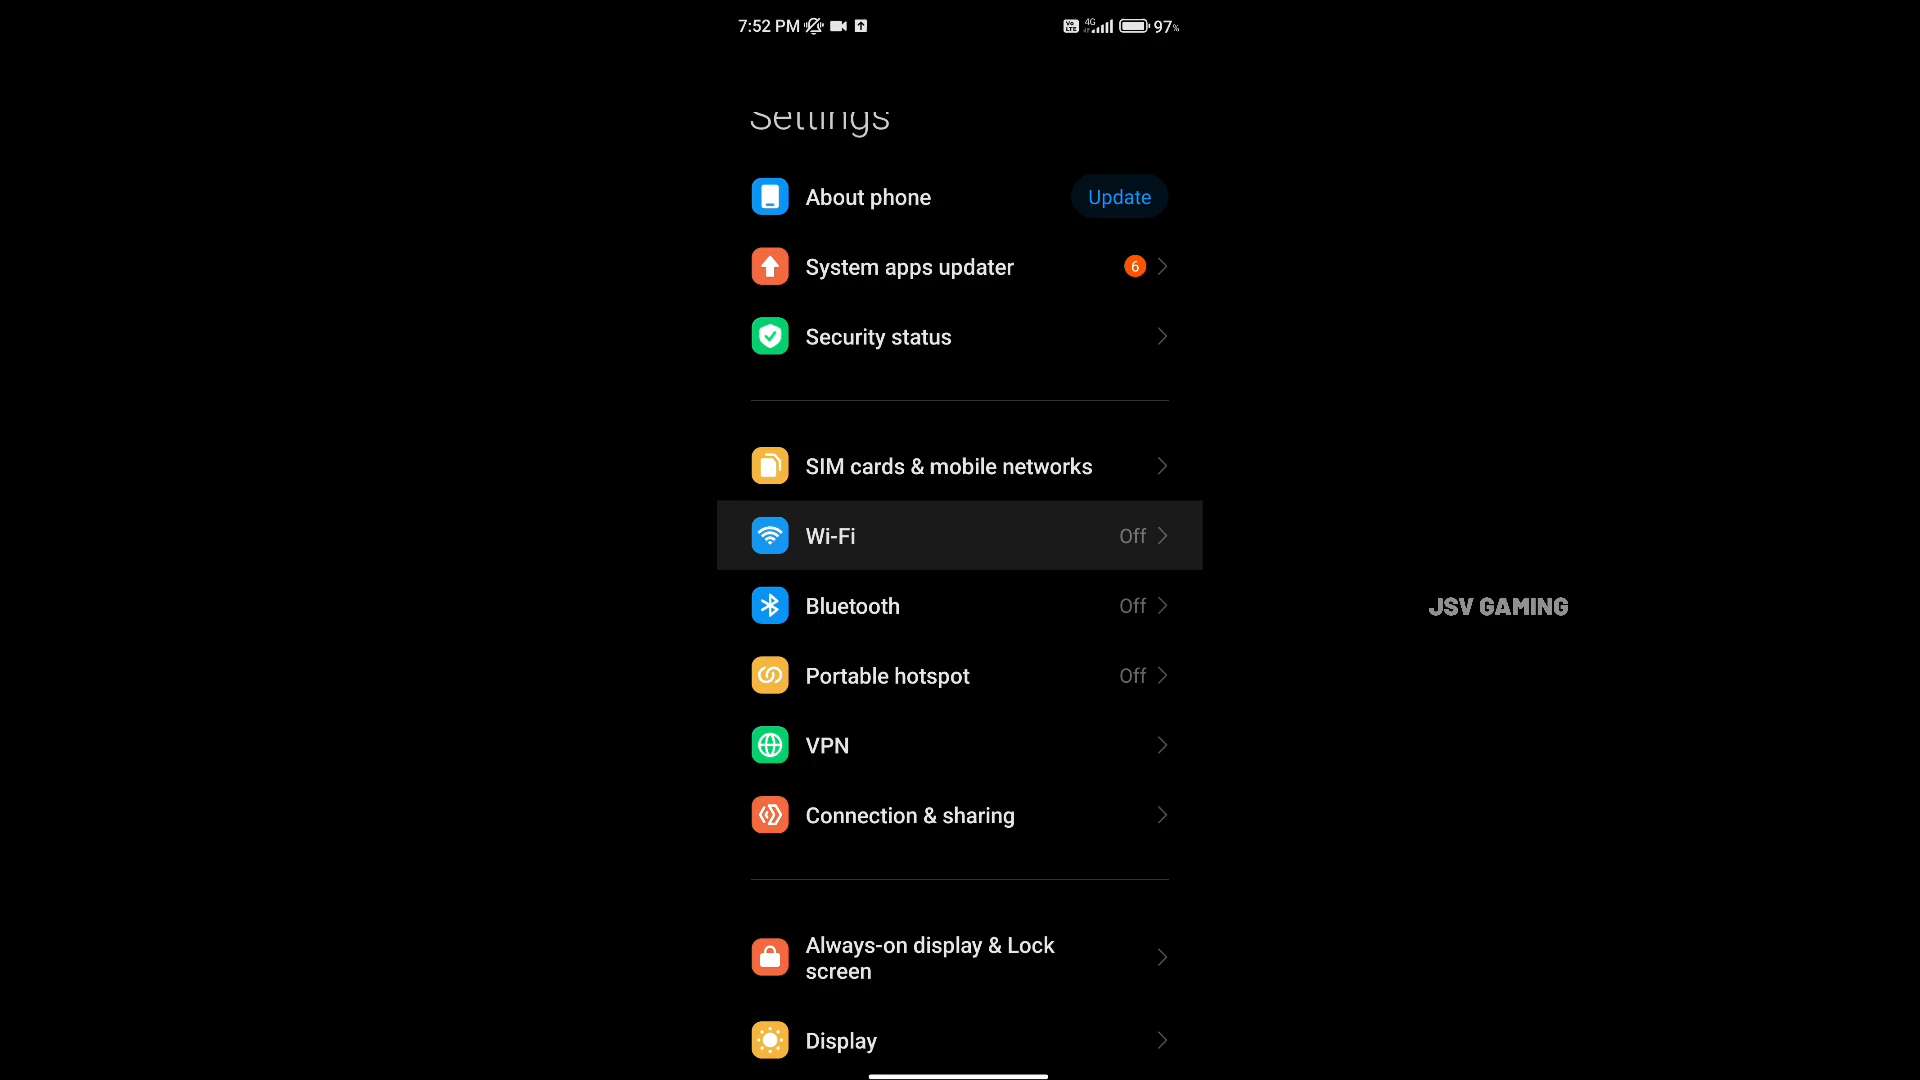 7:52 PM 4G 97%
Settings
About phone Update
System apps updater 6
Security status
SIM cards & mobile networks
Wi-Fi Off
Bluetooth Off
JSV GAMING
Portable hotspot Off
VPN
Connection & sharing
Always-on display & Lock
screen
Display